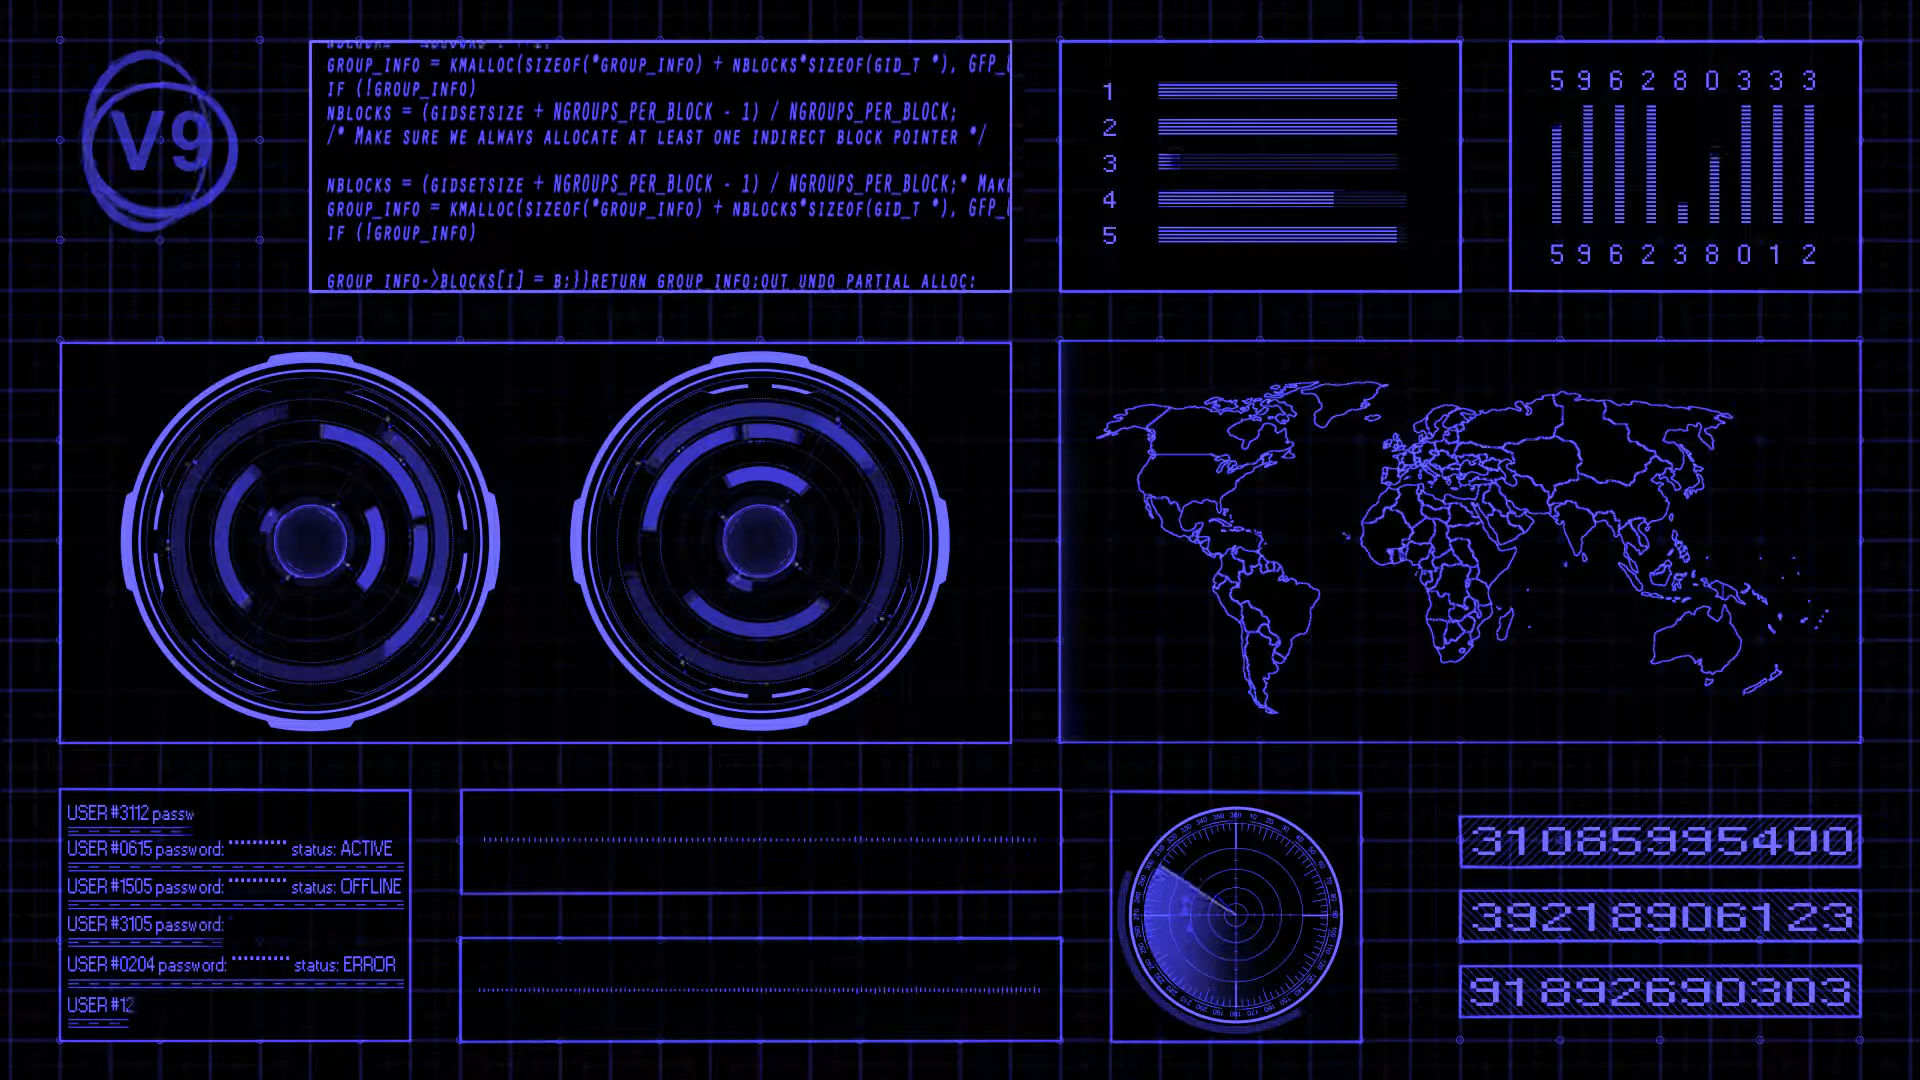 V9
GROUP_INFO = KMALLOC(SIZEOF(*GROUP_INFO) + NBLOCKS*SIZEOF(GID_T *), GFP_
IF (!GROUP_INFO)
NBLOCKS = (GIDSETSIZE + NGROUPS_PER_BLOCK - 1) / NGROUPS_PER_BLOCK;
/* MAKE SURE WE ALWAYS ALLOCATE AT LEAST ONE INDIRECT BLOCK POINTER */
NBLOCKS = (GIDSETSIZE + NGROUPS_PER_BLOCK - 1) / NGROUPS_PER_BLOCK;* MAK
GROUP_INFO = KMALLOC(SIZEOF(*GROUP_INFO) + NBLOCKS*SIZEOF(GID_T *), GFP_
IF (!GROUP_INFO)
GROUP_INFO->BLOCKS[I] = B;}}RETURN GROUP_INFO;OUT_UNDO_PARTIAL_ALLOC:
1
2
3
4
5
5 9 6 2 8 0 3 3 3
5 9 6 2 3 8 0 1 2
USER #3112 passw
USER #0615 password: ********* status: ACTIVE
USER #1505 password: ********* status: OFFLINE
USER #3105 password:
USER #0204 password: ********* status: ERROR
USER #12
31085995400
39218906123
91892690303